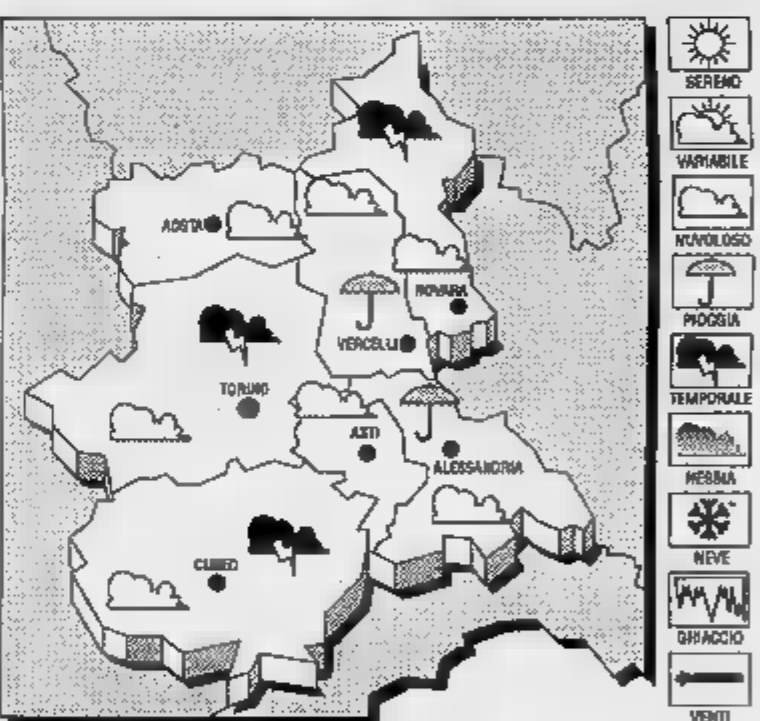 AOSTA
NOVARA
VERCELLI
TORINO
ASTI
ALESSANDRIA
CUNEO
SERENO
VARIABILE
NUVOLOSO
PIOGGIA
TEMPORALE
NEBBIA
NEVE
GHIACCIO
VENTI